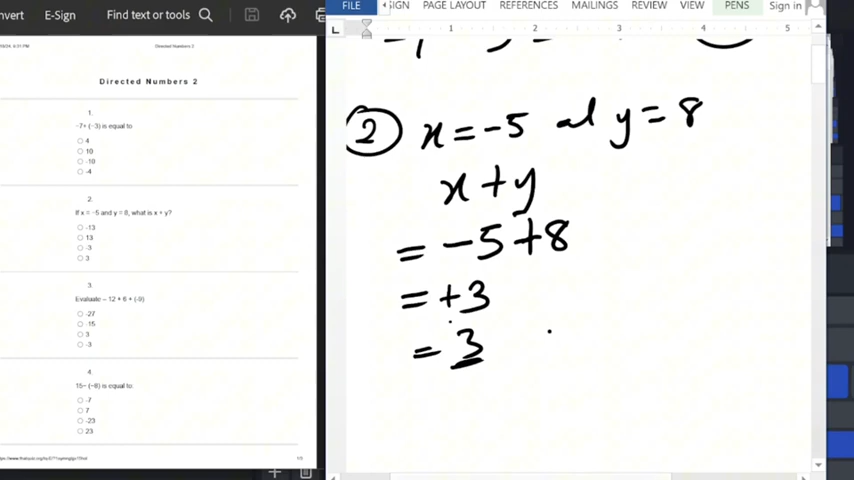 nvert E-Sign Find text or tools
FILE SIGN PAGE LAYOUT REFERENCES MAILINGS REVIEW VIEW PENS Sign in
L 1 2 3 4 5
Directed Numbers 2
Directed Numbers 2
1.
-7+ (−3) is equal to
4
10
-10
-4
2.
If x = −5 and y = 8, what is x + y?
-13
13
-3
3
3.
Evaluate – 12 + 6 + (-9)
-27
-15
3
-3
4.
15− (−8) is equal to:
-7
7
-23
23
1/3
② x = -5 and y = 8
x + y
= -5 + 8
= +3
= 3